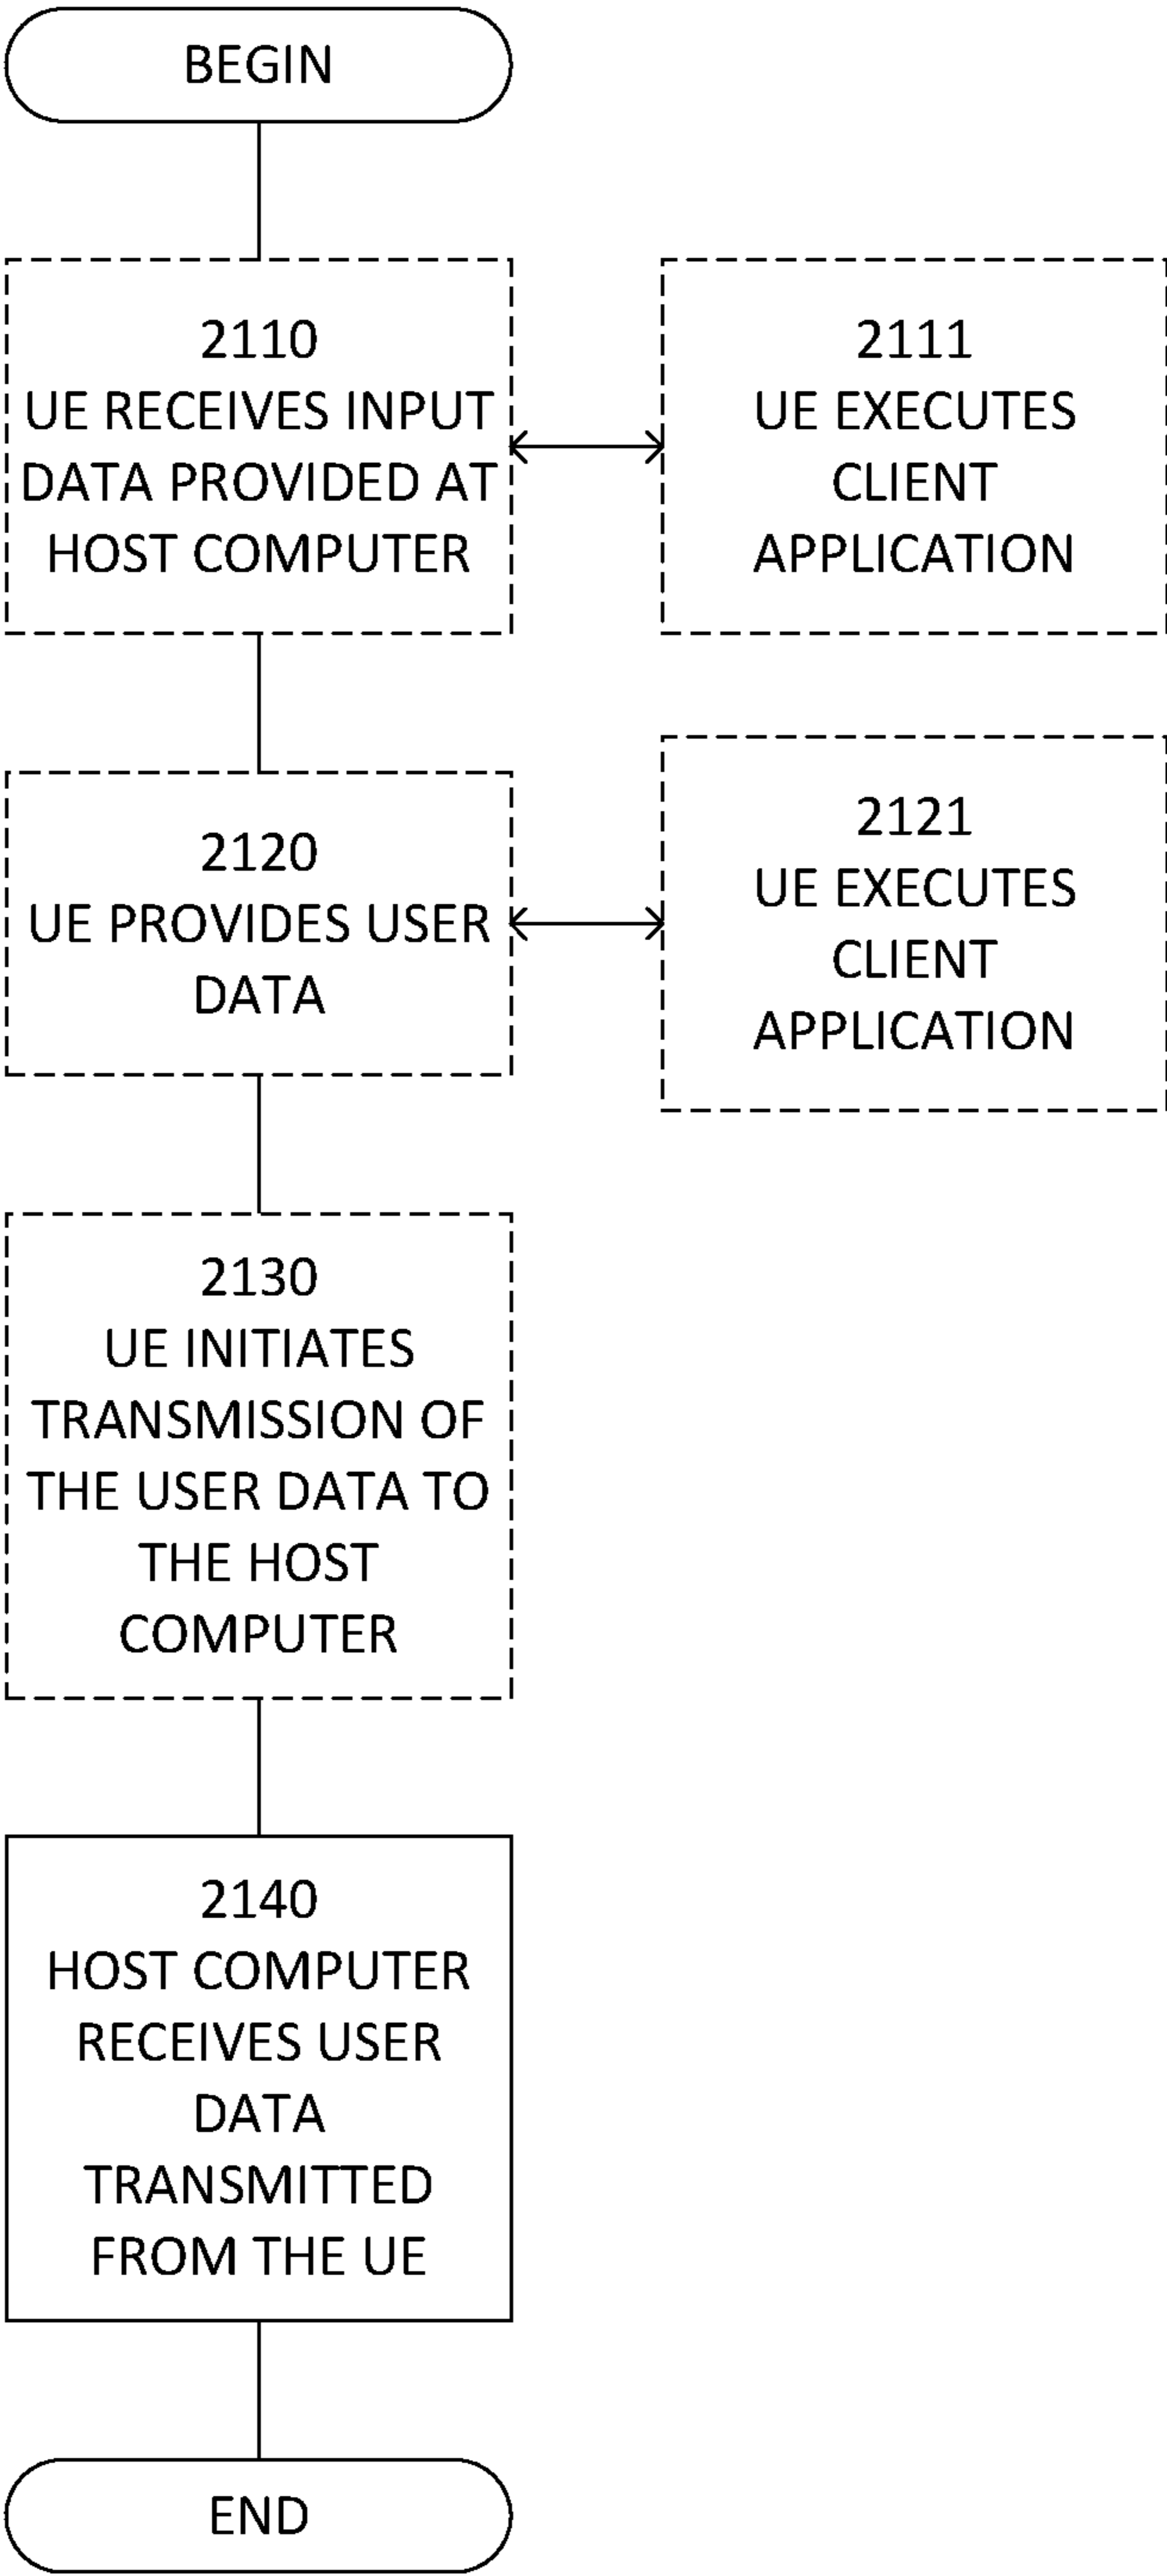 BEGIN
2110
UE RECEIVES INPUT
DATA PROVIDED AT
HOST COMPUTER
2111
UE EXECUTES
CLIENT
APPLICATION
2120
UE PROVIDES USER
DATA
2121
UE EXECUTES
CLIENT
APPLICATION
2130
UE INITIATES
TRANSMISSION OF
THE USER DATA TO
THE HOST
COMPUTER
2140
HOST COMPUTER
RECEIVES USER
DATA
TRANSMITTED
FROM THE UE
END